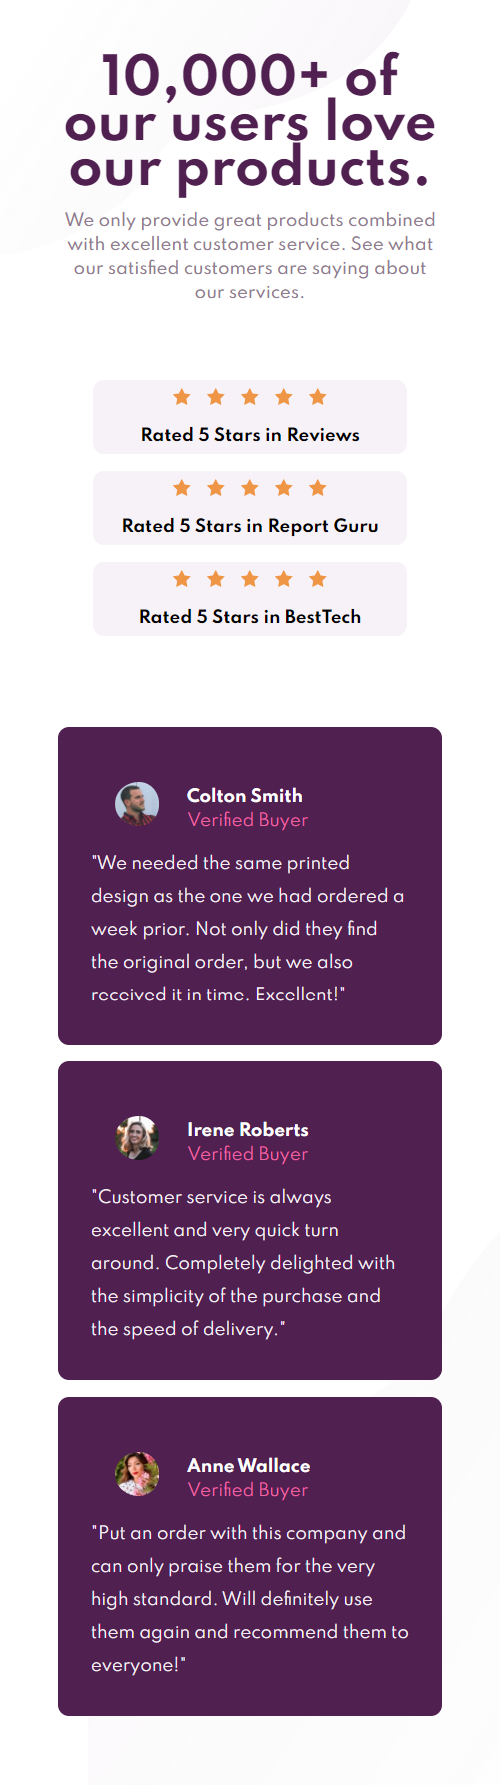 10,000+ of
our users love
our products.
We only provide great products combined
with excellent customer service. See what
our satisfied customers are saying about
our services.
Rated 5 Stars in Reviews
Rated 5 Stars in Report Guru
Rated 5 Stars in BestTech
Colton Smith
Verified Buyer
"We needed the same printed
design as the one we had ordered a
week prior. Not only did they find
the original order, but we also
received it in time. Excellent!"
Irene Roberts
Verified Buyer
"Customer service is always
excellent and very quick turn
around. Completely delighted with
the simplicity of the purchase and
the speed of delivery."
Anne Wallace
Verified Buyer
"Put an order with this company and
can only praise them for the very
high standard. Will definitely use
them again and recommend them to
everyone!"